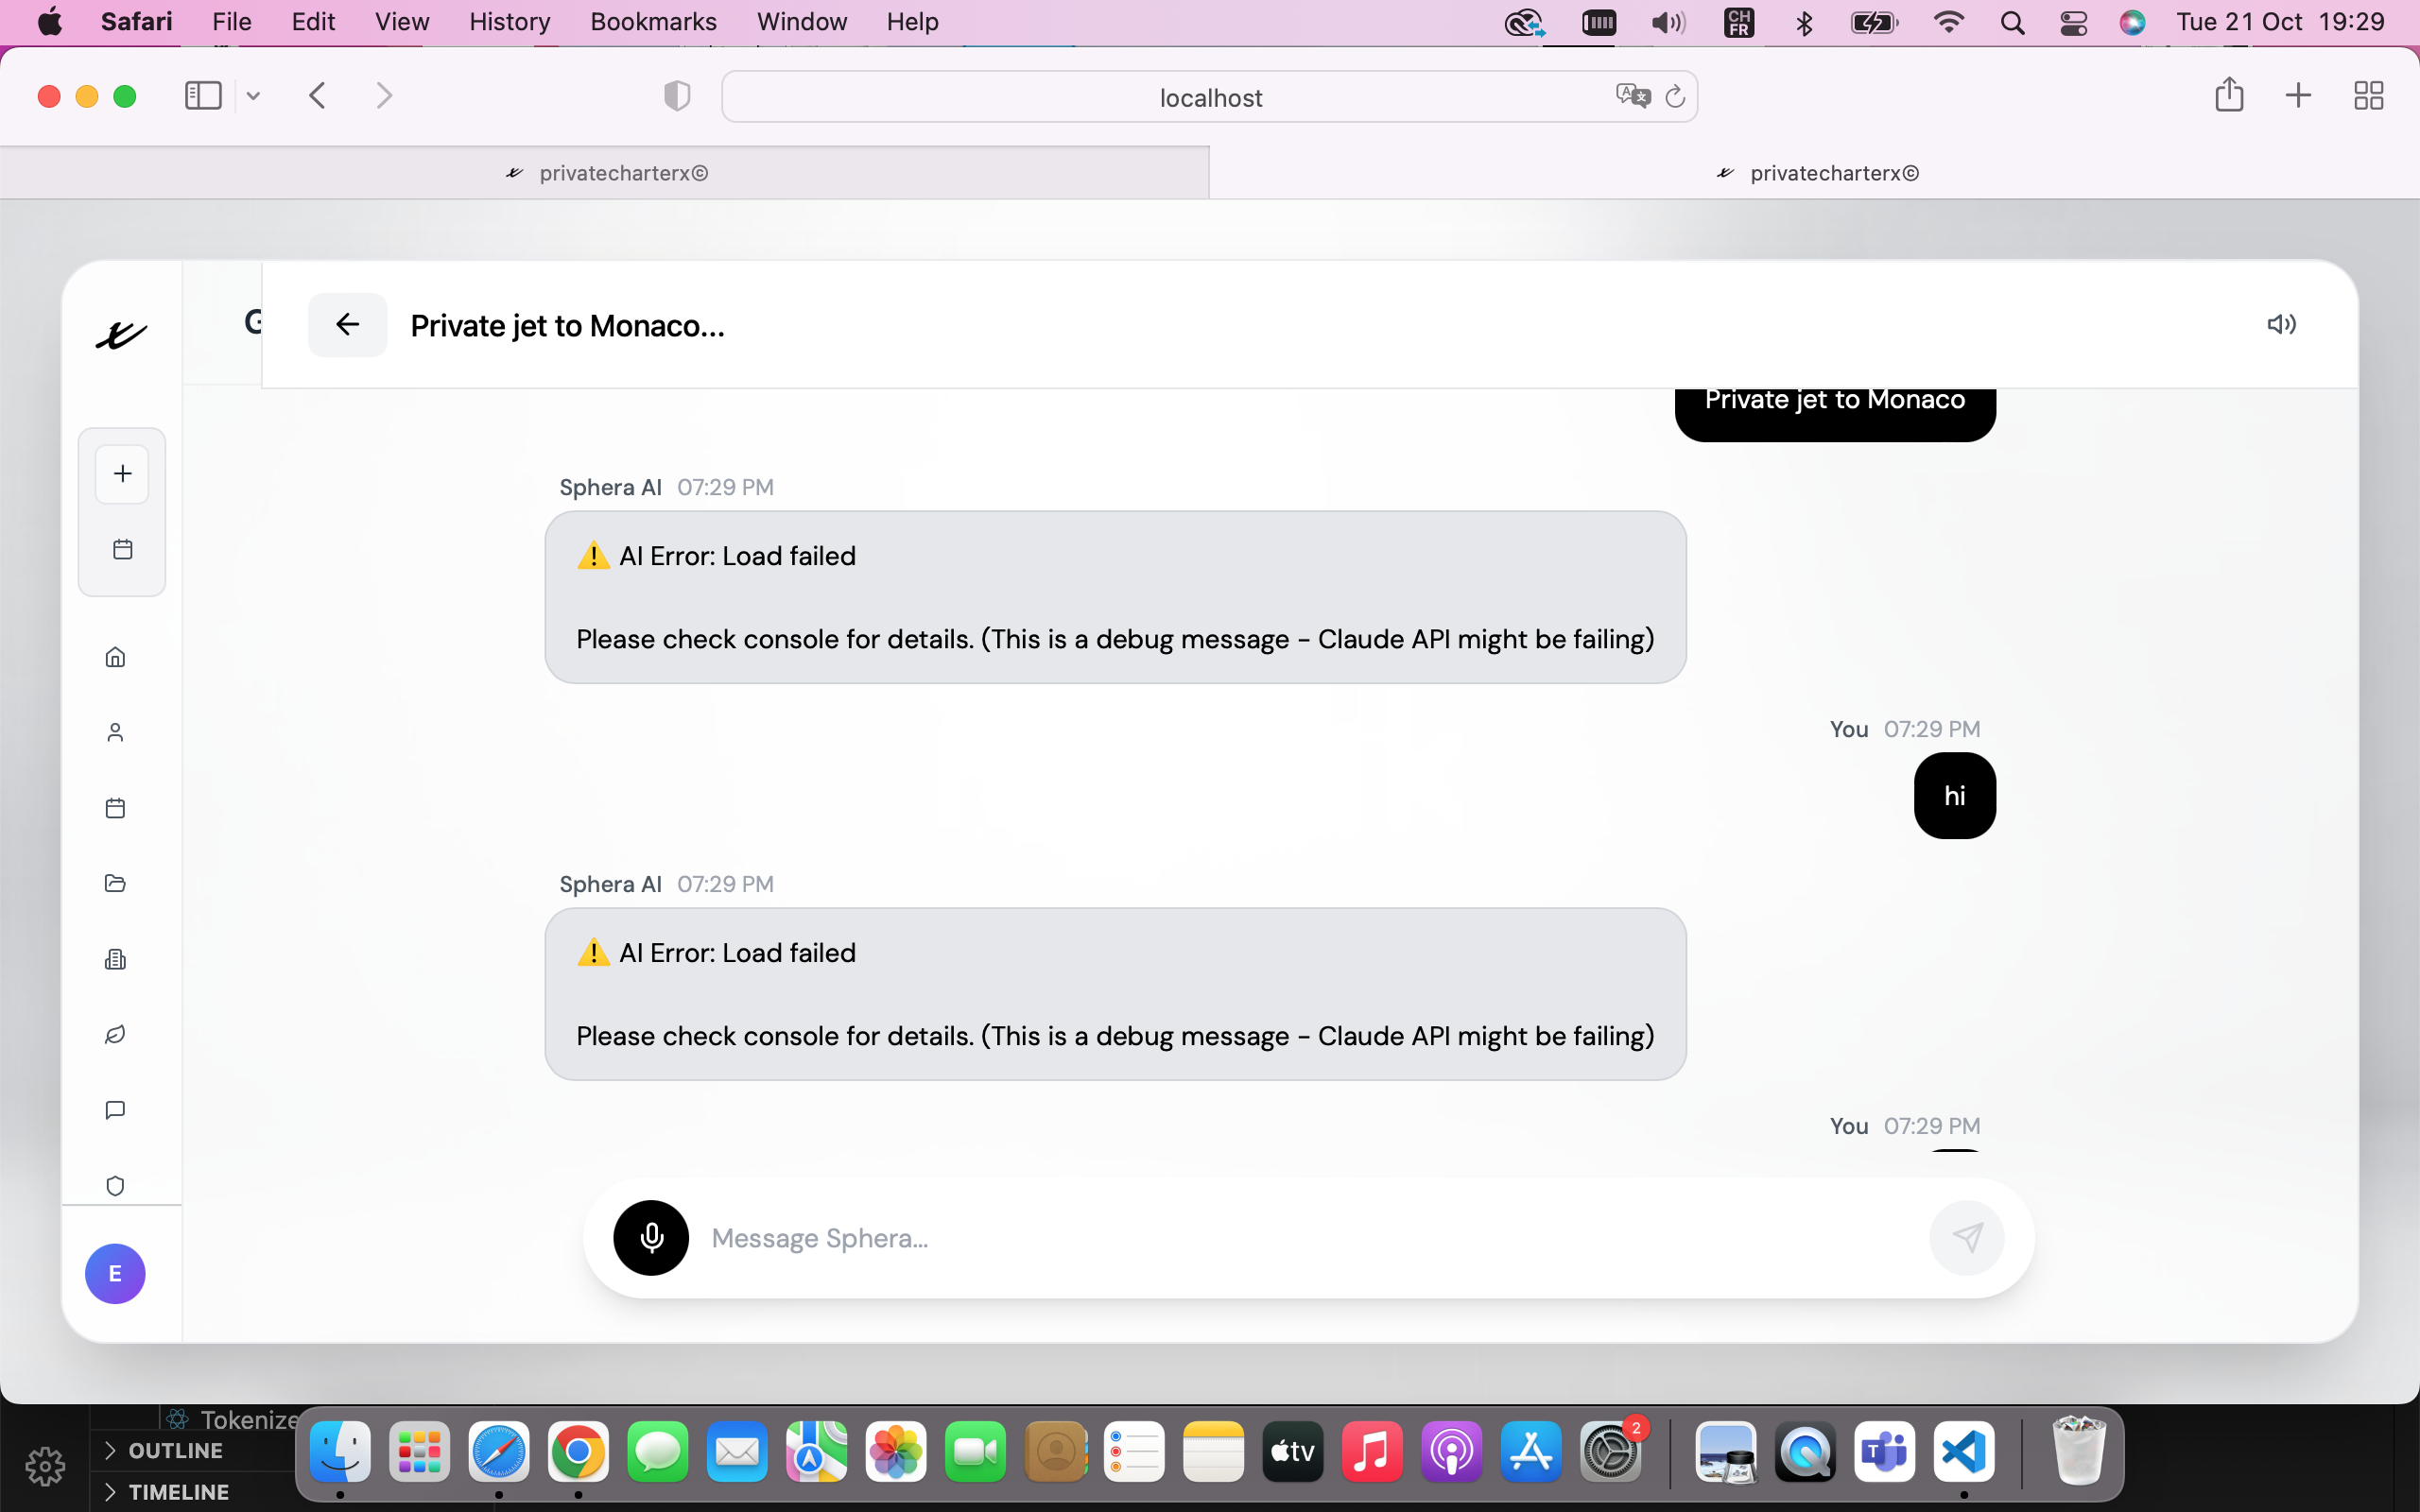 Safari File Edit View History Bookmarks Window Help CH FR Tue 21 Oct 19:29
localhost
privatecharterx© privatecharterx©
G Private jet to Monaco...
Private jet to Monaco
Sphera AI 07:29 PM
⚠️ AI Error: Load failed
Please check console for details. (This is a debug message - Claude API might be failing)
You 07:29 PM
hi
Sphera AI 07:29 PM
⚠️ AI Error: Load failed
Please check console for details. (This is a debug message - Claude API might be failing)
You 07:29 PM
Message Sphera...
E
Tokenize
OUTLINE
TIMELINE
tv
2
T